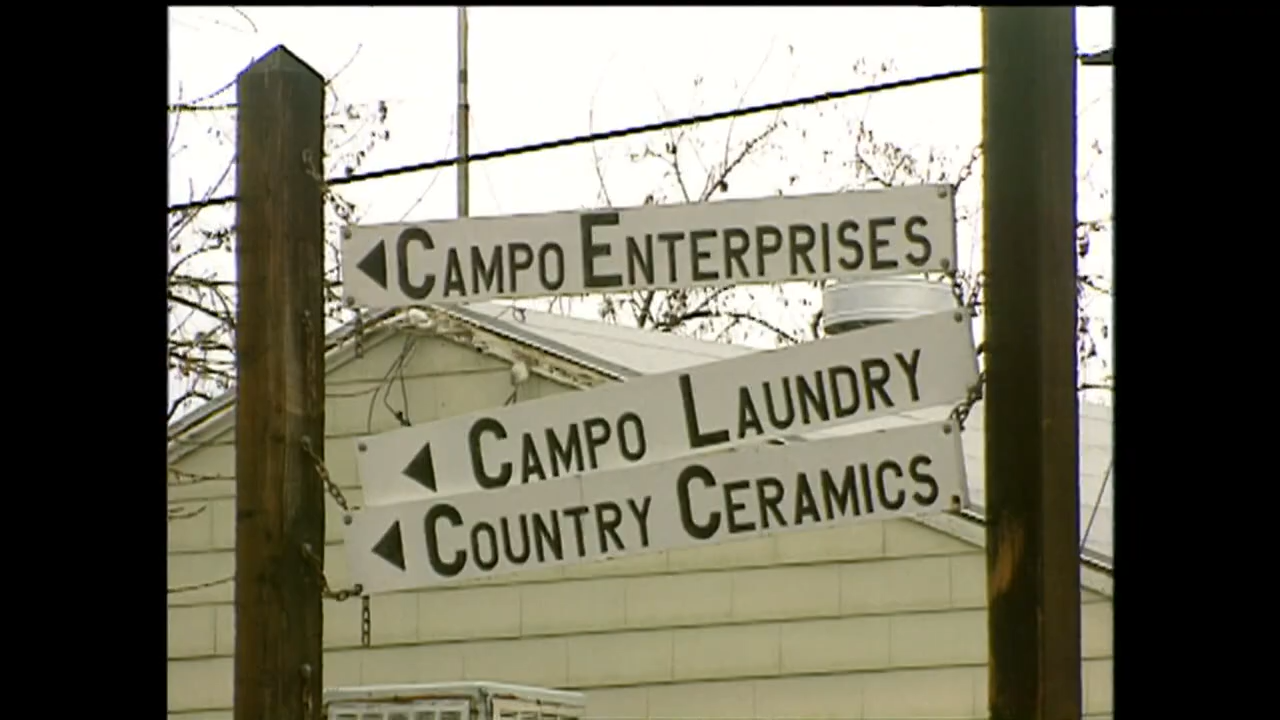 ◀CAMPO ENTERPRISES
◀ CAMPO LAUNDRY
◀COUNTRY CERAMICS